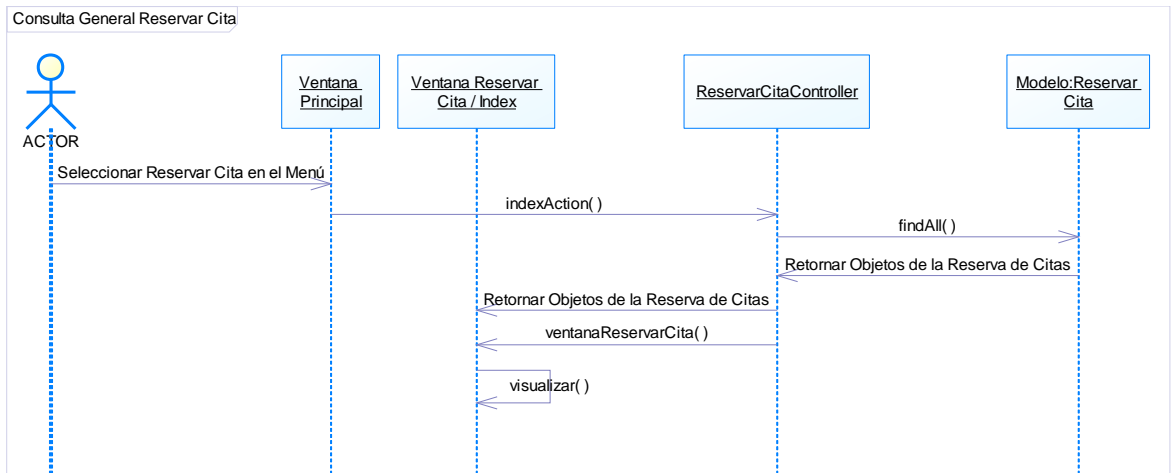 Consulta General Reservar Cita
Ventana
Principal
Ventana Reservar
Cita / Index
ReservarCitaController
Modelo:Reservar
Cita
ACTOR
Seleccionar Reservar Cita en el Menú
indexAction( )
findAll( )
Retornar Objetos de la Reserva de Citas
Retornar Objetos de la Reserva de Citas
ventanaReservarCita( )
visualizar( )